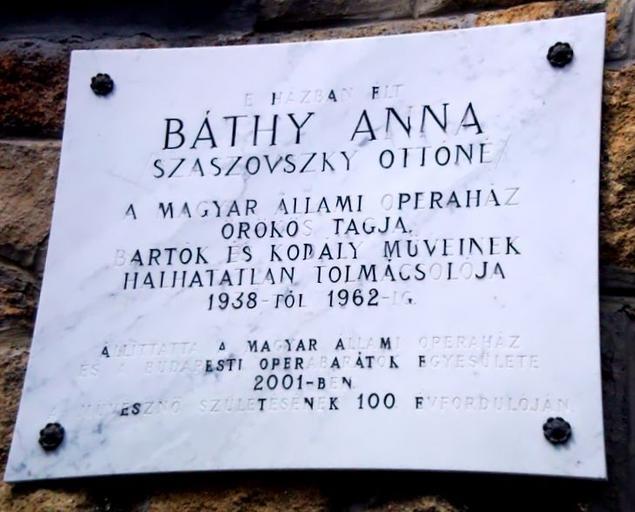 E HÁZBAN ÉLT
BÁTHY ANNA
SZASZOVSZKY OTTÓNÉ
A MAGYAR ÁLLAMI OPERAHÁZ
ÖRÖKÖS TAGJA,
BARTÓK ÉS KODÁLY MŰVEINEK
HALHATATLAN TOLMÁCSOLÓJA
1938-TÓL 1962-IG.
ÁLLÍTTATTA A MAGYAR ÁLLAMI OPERAHÁZ
ÉS A BUDAPESTI OPERABARÁTOK EGYESÜLETE
2001-BEN
A MŰVÉSZNŐ SZÜLETÉSÉNEK 100. ÉVFORDULÓJÁN.